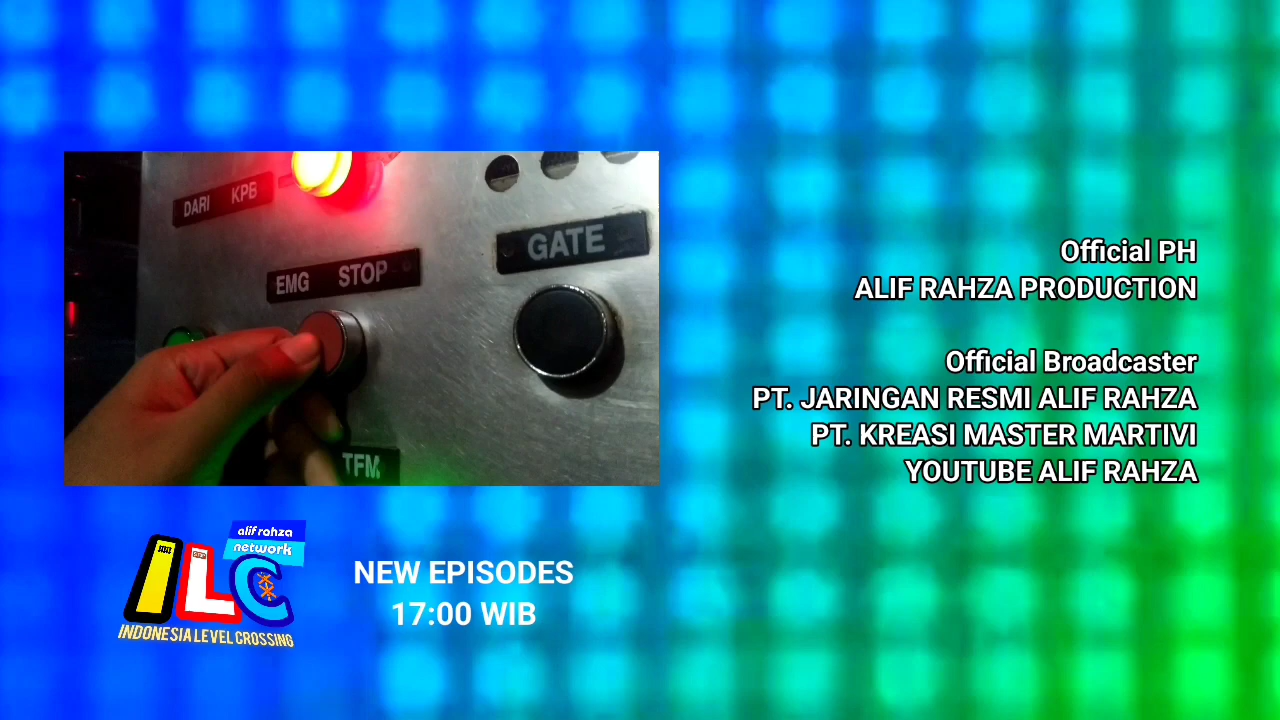 DARI KPB
EMG STOP
GATE
TFM
Official PH
ALIF RAHZA PRODUCTION
Official Broadcaster
PT. JARINGAN RESMI ALIF RAHZA
PT. KREASI MASTER MARTIVI
YOUTUBE ALIF RAHZA
alif rahza
network
ILC
INDONESIA LEVEL CROSSING
NEW EPISODES
17:00 WIB